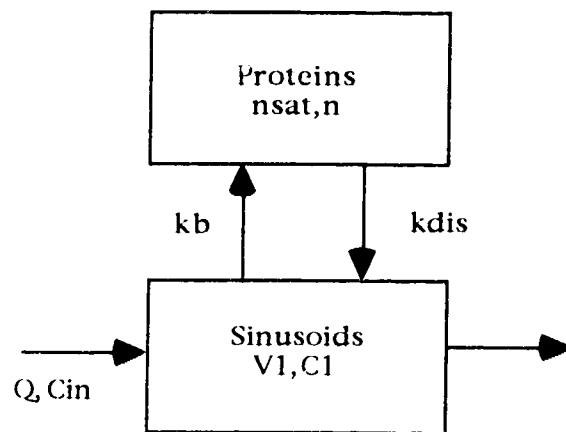 Proteins
nsat,n
kb
kdis
Sinusoids
V1,C1
Q, Cin